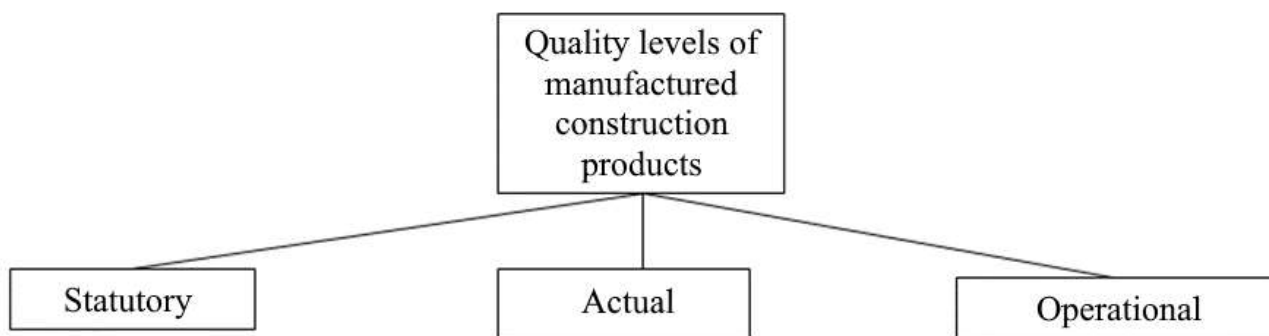 Quality levels of
manufactured
construction
products
Statutory
Actual
Operational